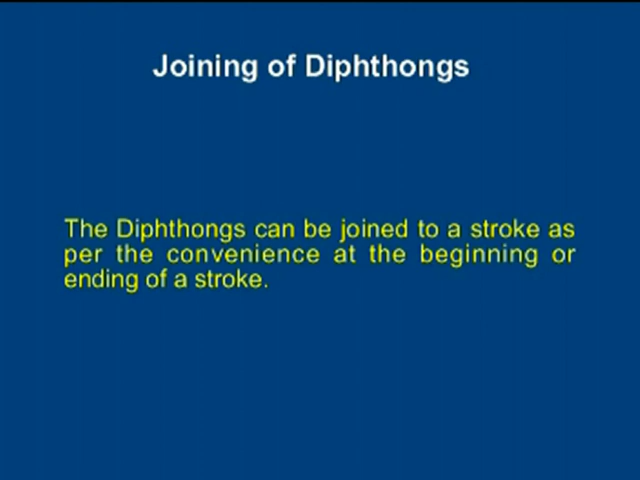 Joining of Diphthongs
The Diphthongs can be joined to a stroke as
per the convenience at the beginning or
ending of a stroke.